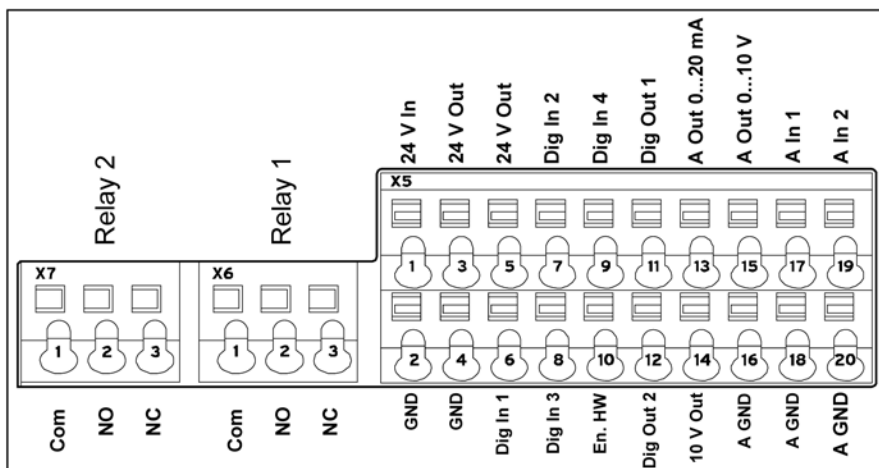 24 V In
24 V Out
24 V Out
Dig In 2
Dig In 4
Dig Out 1
A Out 0...20 mA
A Out 0...10 V
A In 1
A In 2
Relay 2
Relay 1
X5
1 3 5 7 9 11 13 15 17 19
X7
X6
1 2 3
1 2 3
2 4 6 8 10 12 14 16 18 20
Com
NO
NC
Com
NO
NC
GND
GND
Dig In 1
Dig In 3
En. HW
Dig Out 2
10 V Out
A GND
A GND
A GND